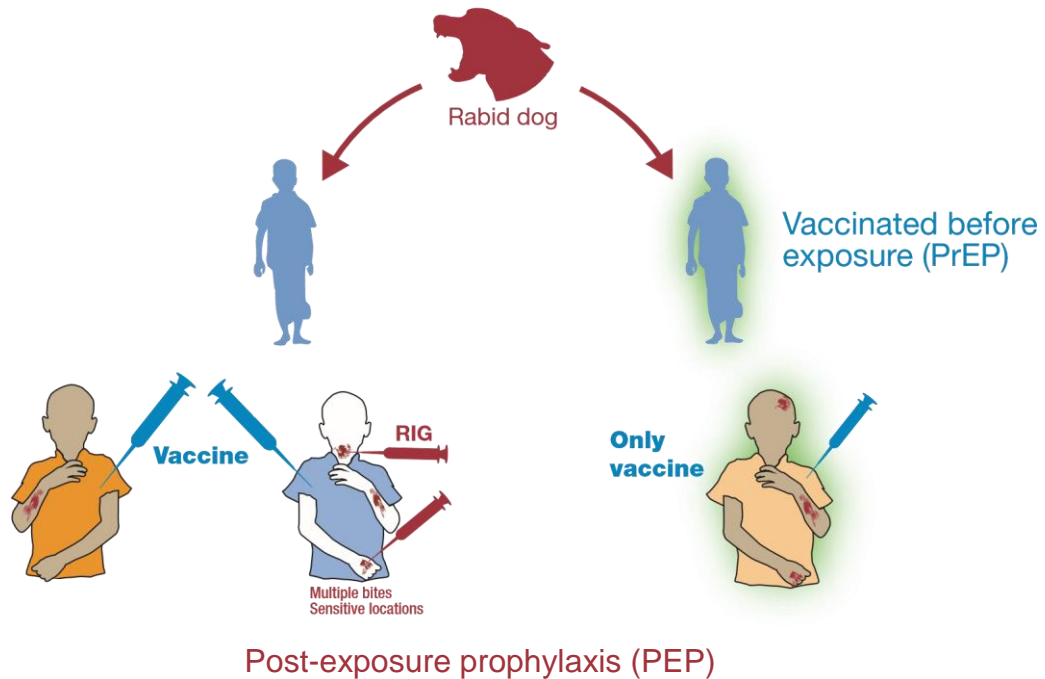 Rabid dog
Vaccinated before
exposure (PrEP)
Vaccine
RIG
Multiple bites
Sensitive locations
Only
vaccine
Post-exposure prophylaxis (PEP)